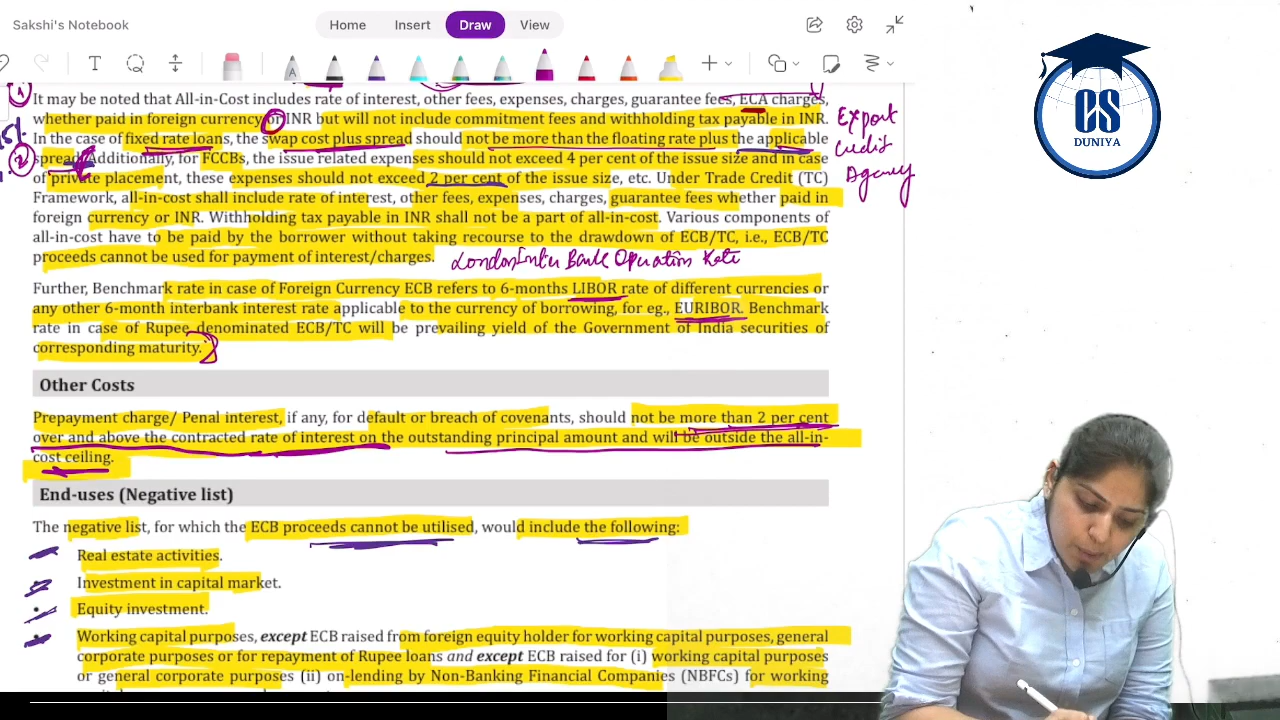 Sakshi's Notebook
Home Insert Draw View
It may be noted that All-in-Cost includes rate of interest, other fees, expenses, charges, guarantee fees, ECA charges,
whether paid in foreign currency or INR but will not include commitment fees and withholding tax payable in INR.
In the case of fixed rate loans, the swap cost plus spread should not be more than the floating rate plus the applicable
spread. Additionally, for FCCBs, the issue related expenses should not exceed 4 per cent of the issue size and in case
of private placement, these expenses should not exceed 2 per cent of the issue size, etc. Under Trade Credit (TC)
Framework, all-in-cost shall include rate of interest, other fees, expenses, charges, guarantee fees whether paid in
foreign currency or INR. Withholding tax payable in INR shall not be a part of all-in-cost. Various components of
all-in-cost have to be paid by the borrower without taking recourse to the drawdown of ECB/TC, i.e., ECB/TC
proceeds cannot be used for payment of interest/charges.
London Inter Bank Operation Rate
Export
Credit
Agency
Further, Benchmark rate in case of Foreign Currency ECB refers to 6-months LIBOR rate of different currencies or
any other 6-month interbank interest rate applicable to the currency of borrowing, for eg., EURIBOR. Benchmark
rate in case of Rupee denominated ECB/TC will be prevailing yield of the Government of India securities of
corresponding maturity.
Other Costs
Prepayment charge/ Penal interest, if any, for default or breach of covenants, should not be more than 2 per cent
over and above the contracted rate of interest on the outstanding principal amount and will be outside the all-in-
cost ceiling.
End-uses (Negative list)
The negative list, for which the ECB proceeds cannot be utilised, would include the following:
Real estate activities.
Investment in capital market.
Equity investment.
Working capital purposes, except ECB raised from foreign equity holder for working capital purposes, general
corporate purposes or for repayment of Rupee loans and except ECB raised for (i) working capital purposes
or general corporate purposes (ii) on-lending by Non-Banking Financial Companies (NBFCs) for working
CS
DUNIYA